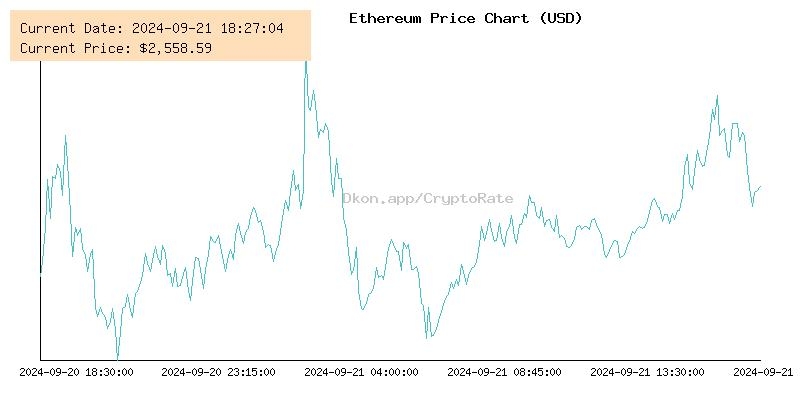 Ethereum Price Chart (USD)
Current Date: 2024-09-21 18:27:04
Current Price: $2,558.59
Okon.app/CryptoRate
2024-09-20 18:30:00
2024-09-20 23:15:00
2024-09-21 04:00:00
2024-09-21 08:45:00
2024-09-21 13:30:00
2024-09-21